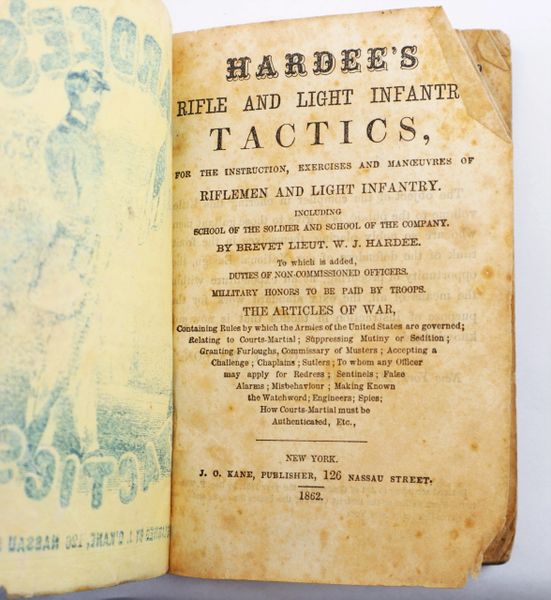 HARDEE'S
RIFLE AND LIGHT INFANTR
TACTICS,
FOR THE INSTRUCTION, EXERCISES AND MANŒUVRES OF
RIFLEMEN AND LIGHT INFANTRY.
INCLUDING
SCHOOL OF THE SOLDIER AND SCHOOL OF THE COMPANY.
BY BREVET LIEUT. W. J. HARDEE.
To which is added,
DUTIES OF NON-COMMISSIONED OFFICERS.
MILITARY HONORS TO BE PAID BY TROOPS.
THE ARTICLES OF WAR,
Containing Rules by which the Armies of the United States are governed;
Relating to Courts-Martial; Suppressing Mutiny or Sedition;
Granting Furloughs, Commissary of Musters; Accepting a
Challenge; Chaplains; Sutlers; To whom any Officer
may apply for Redress; Sentinels; False
Alarms; Misbehaviour; Making Known
the Watchword; Engineers; Spies;
How Courts-Martial must be
Authenticated, Etc.,
NEW YORK.
J. O. KANE, PUBLISHER, 126 NASSAU STREET.
1862.